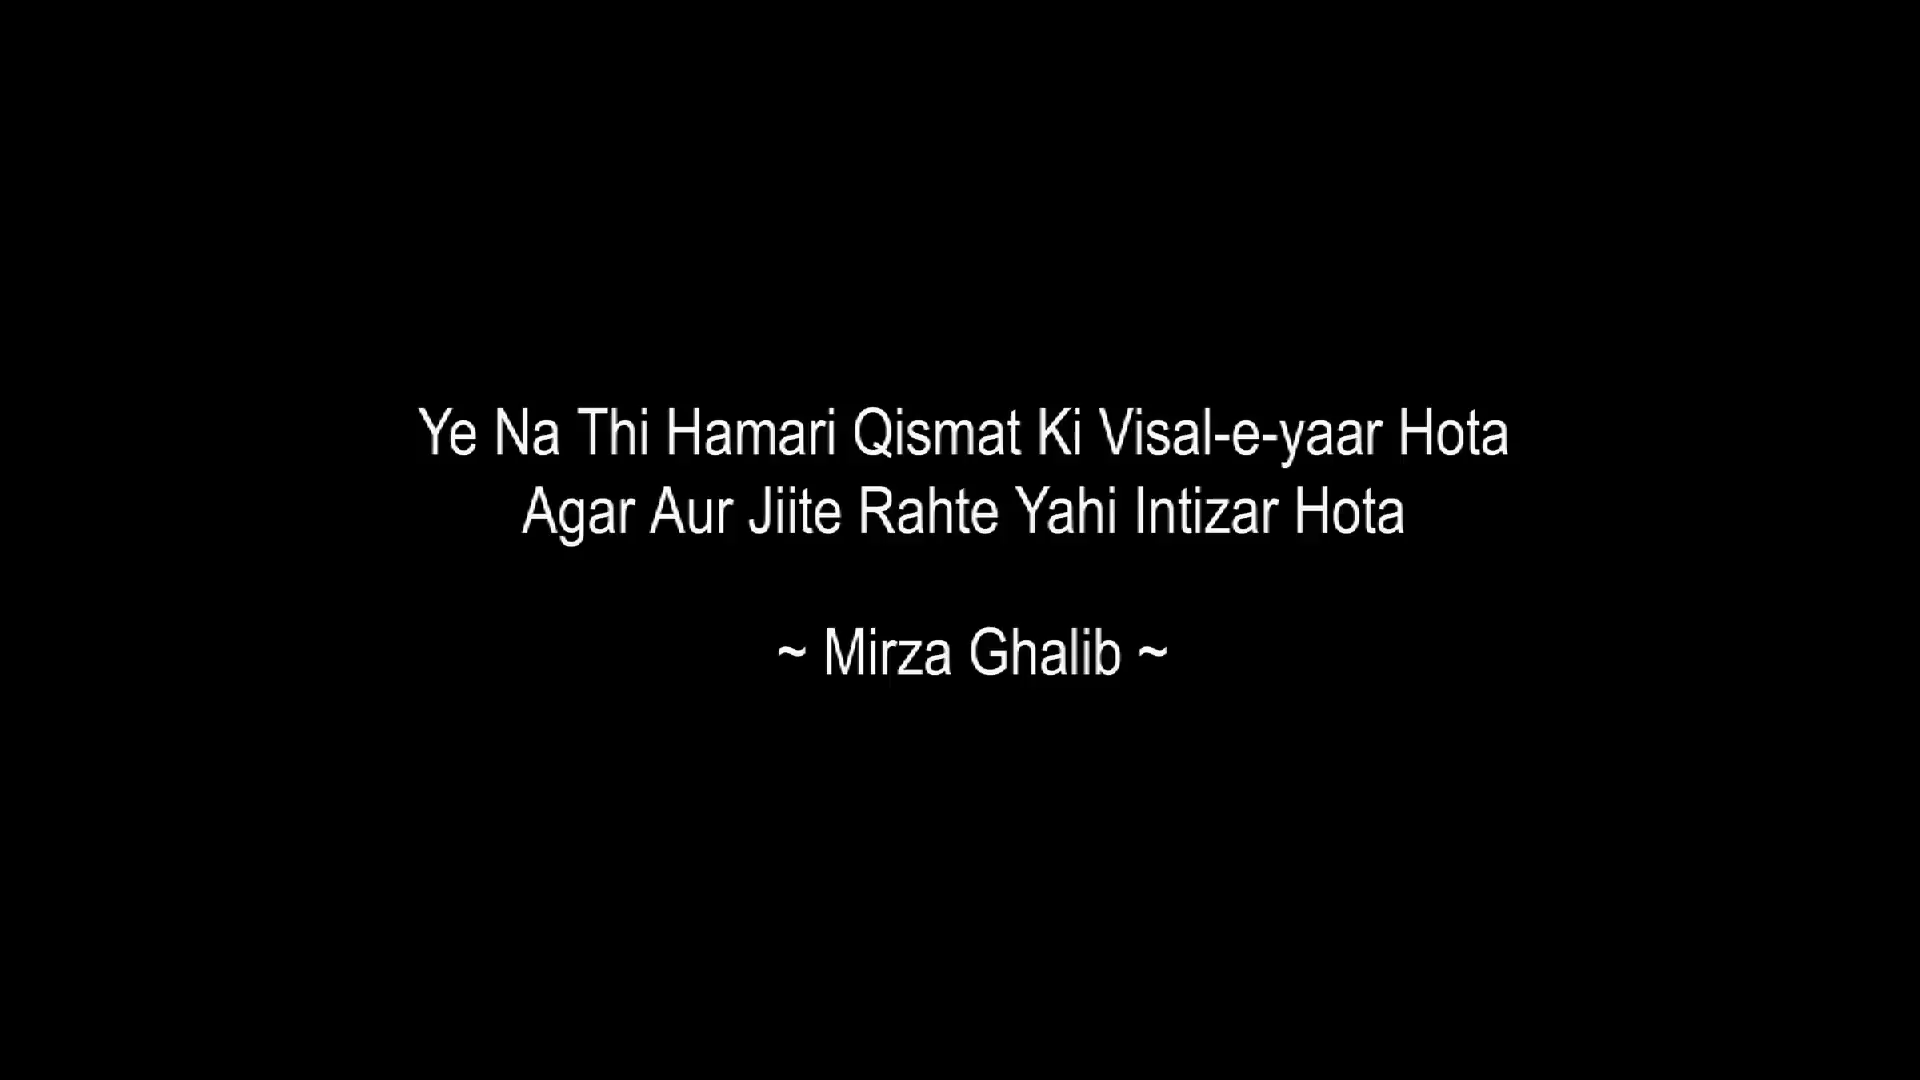 Ye Na Thi Hamari Qismat Ki Visal-e-yaar Hota
Agar Aur Jiite Rahte Yahi Intizar Hota
~ Mirza Ghalib ~